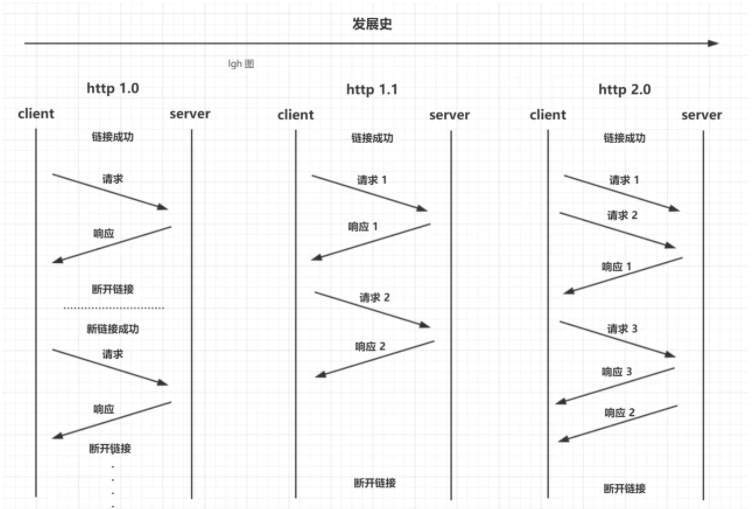 发展史
lgh 图
http 1.0
client
server
链接成功
请求
响应
断开链接
新链接成功
请求
响应
断开链接
http 1.1
client
server
链接成功
请求 1
响应 1
请求 2
响应 2
断开链接
http 2.0
client
server
链接成功
请求 1
请求 2
响应 1
请求 3
响应 3
响应 2
断开链接